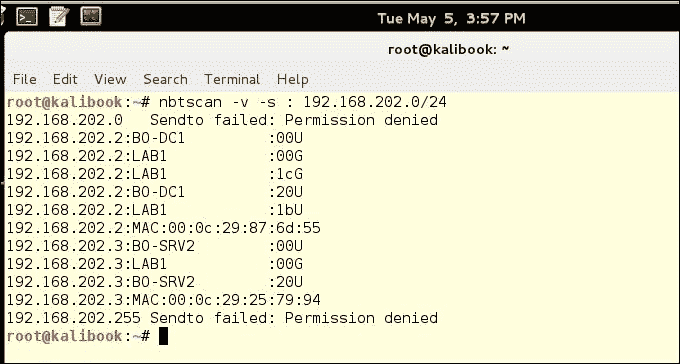 Tue May 5, 3:57 PM
root@kalibook: ~
File Edit View Search Terminal Help
root@kalibook:~# nbtscan -v -s : 192.168.202.0/24
192.168.202.0   Sendto failed: Permission denied
192.168.202.2:BO-DC1          :00U
192.168.202.2:LAB1            :00G
192.168.202.2:LAB1            :1cG
192.168.202.2:BO-DC1          :20U
192.168.202.2:LAB1            :1bU
192.168.202.2:MAC:00:0c:29:87:6d:55
192.168.202.3:BO-SRV2         :00U
192.168.202.3:LAB1            :00G
192.168.202.3:BO-SRV2         :20U
192.168.202.3:MAC:00:0c:29:25:79:94
192.168.202.255 Sendto failed: Permission denied
root@kalibook:~#